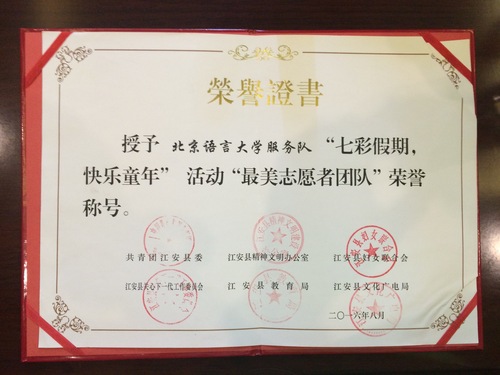 榮譽證書
授予 北京语言大学服务队 “七彩假期，
快乐童年” 活动“最美志愿者团队”荣誉
称号。
共青团江安县委 江安县精神文明办公室 江安县妇女联合会
江安县关心下一代工作委员会 江安县教育局 江安县文化广电局
二〇一六年八月